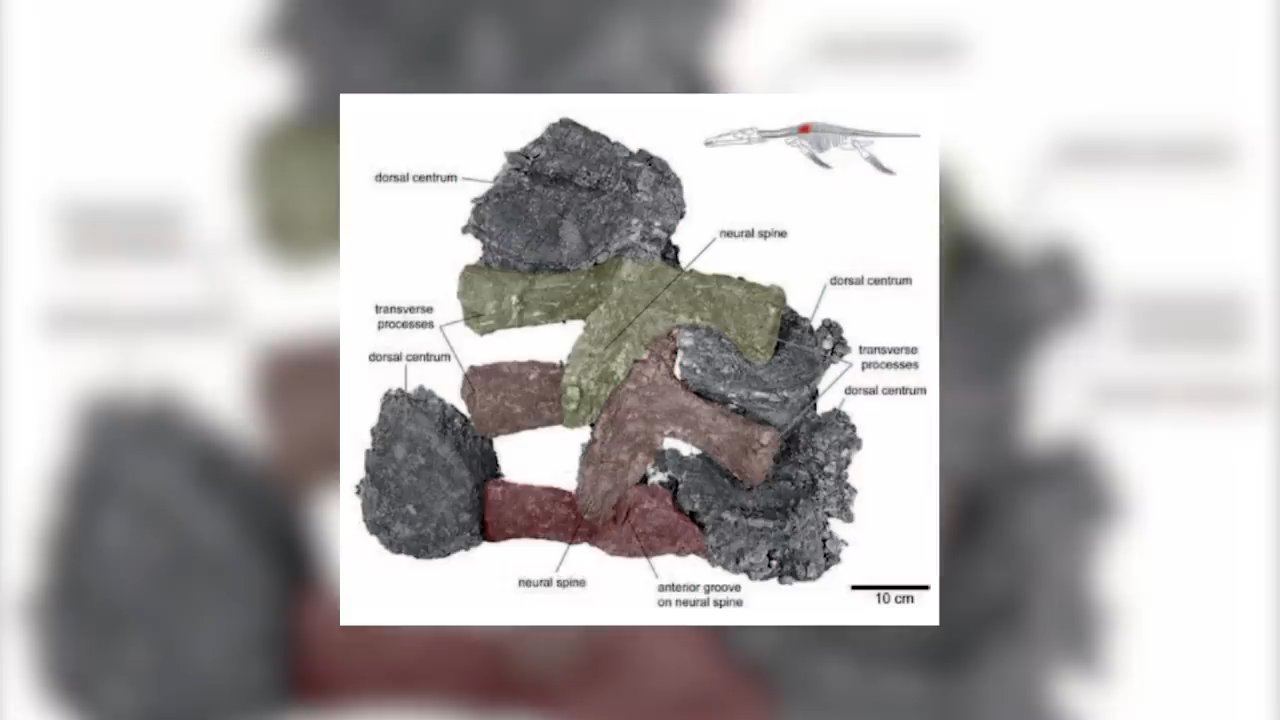 dorsal centrum
neural spine
dorsal centrum
transverse
processes
dorsal centrum
transverse
processes
dorsal centrum
neural spine
anterior groove
on neural spine
10 cm